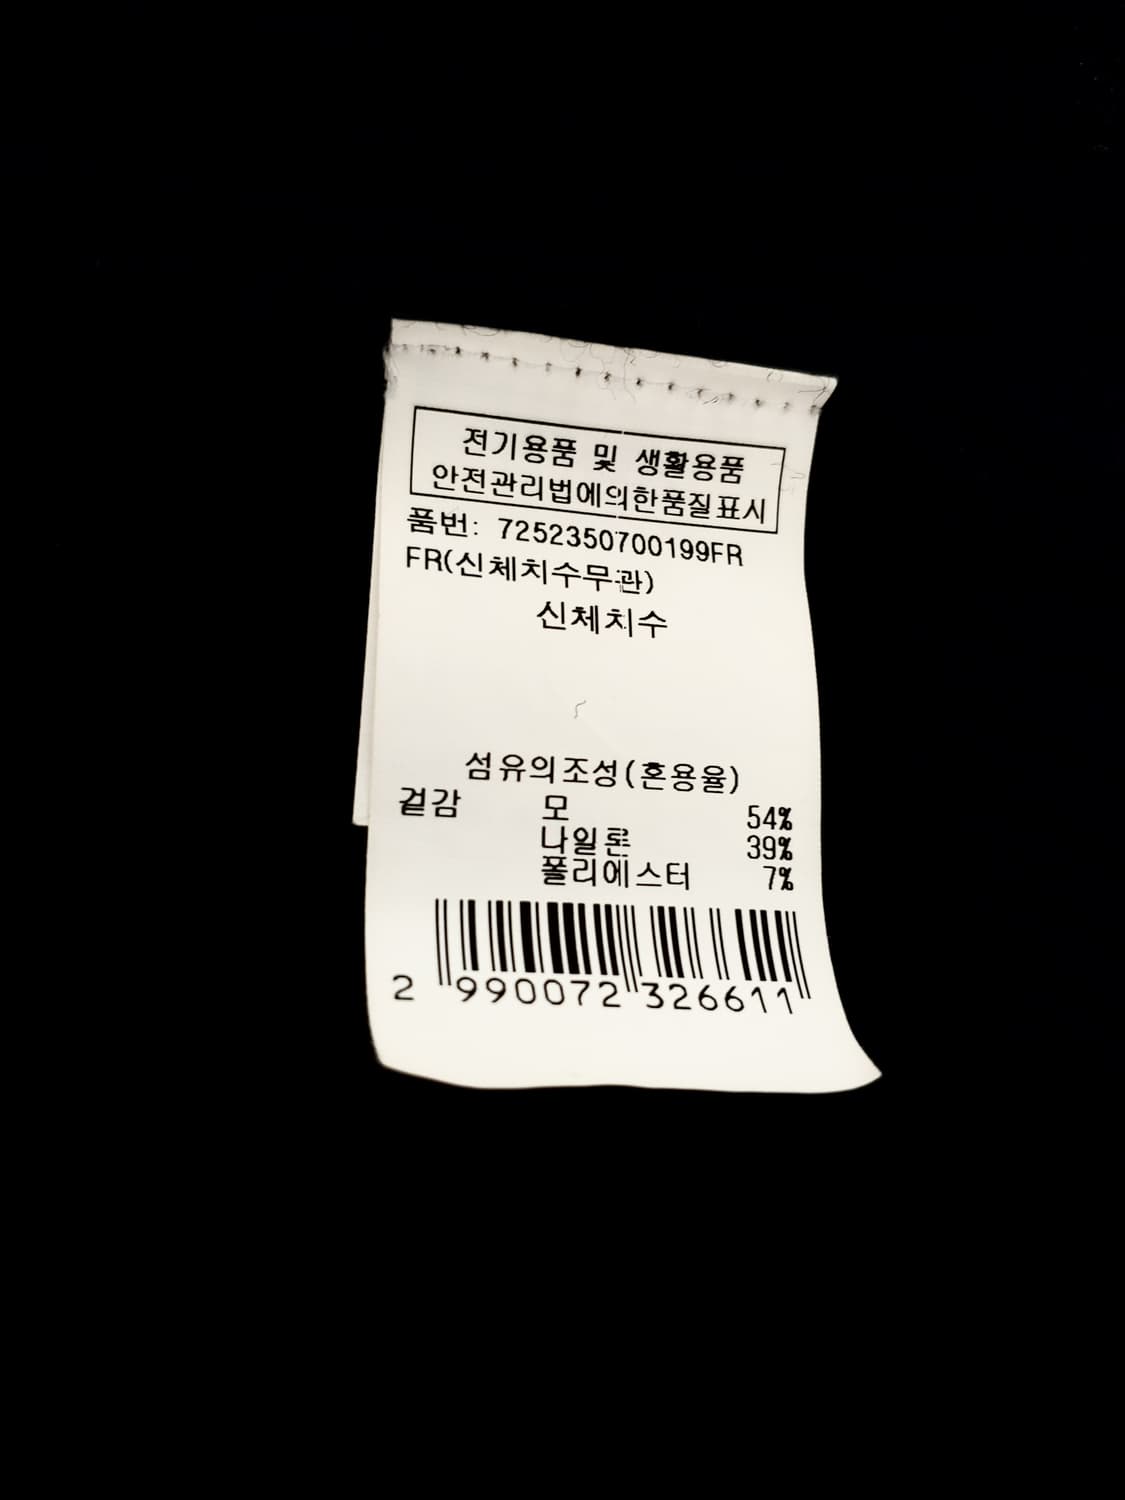 전기용품 및 생활용품
안전관리법에의한품질표시
품번: 7252350700199FR
FR(신체치수무관)
신체치수
섬유의조성(혼용율)
겉감 모 54%
나일론 39%
폴리에스터 7%
2 990072 326611